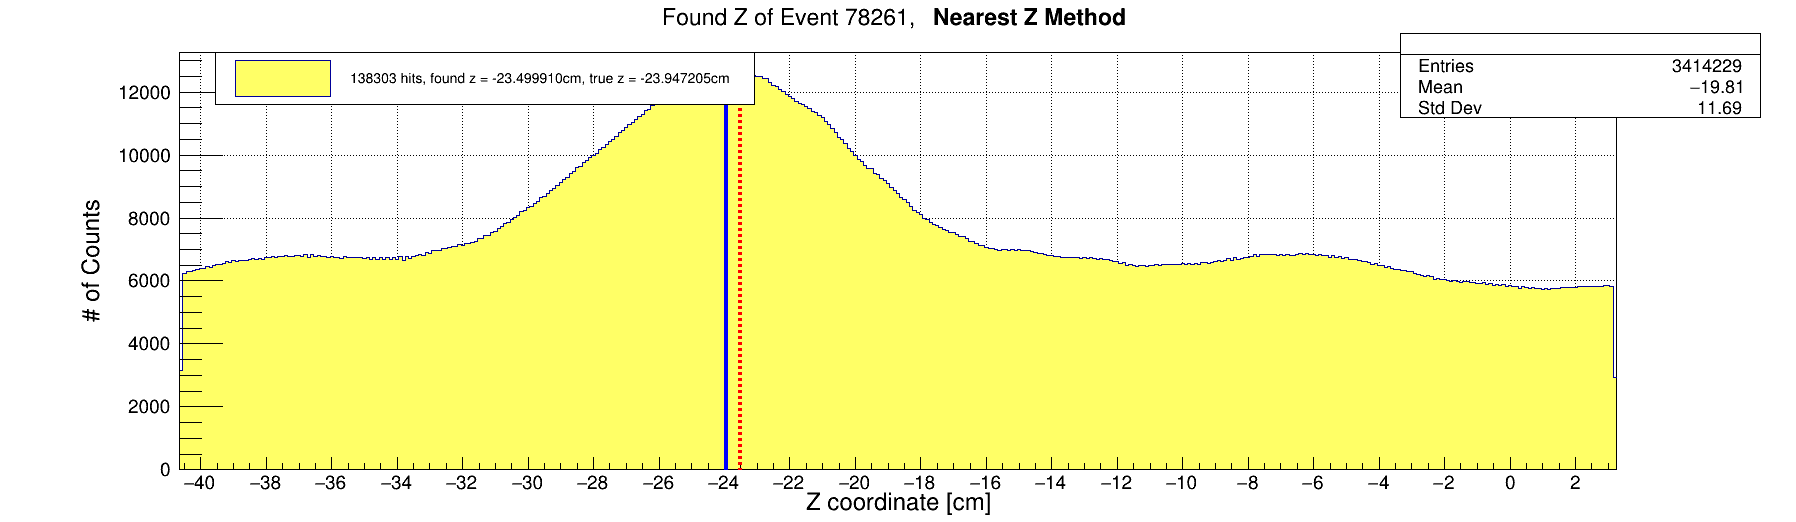 Found Z of Event 78261, Nearest Z Method
138303 hits, found z = -23.499910cm, true z = -23.947205cm
Entries 3414229
Mean −19.81
Std Dev 11.69
12000
10000
8000
6000
4000
2000
0
# of Counts
−40 −38 −36 −34 −32 −30 −28 −26 −24 −22 −20 −18 −16 −14 −12 −10 −8 −6 −4 −2 0 2
Z coordinate [cm]